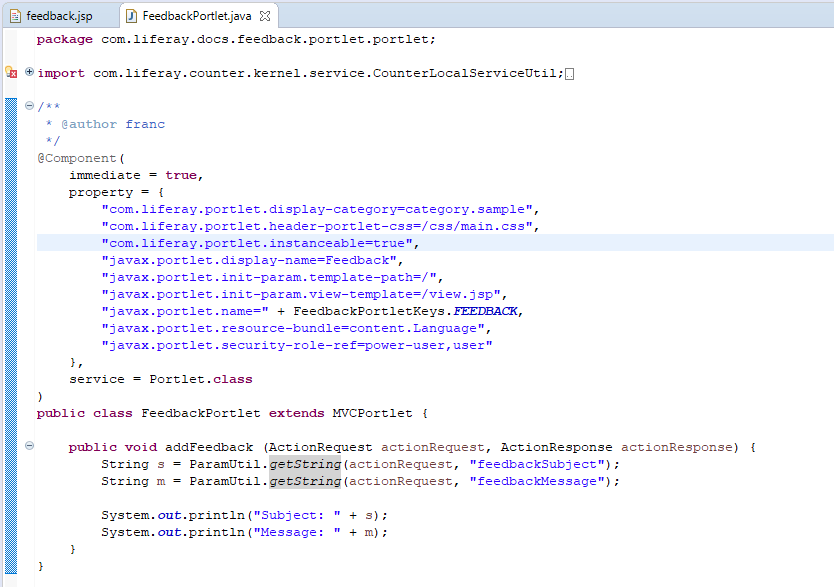 feedback.jsp FeedbackPortlet.java
package com.liferay.docs.feedback.portlet.portlet;
import com.liferay.counter.kernel.service.CounterLocalServiceUtil;
/**
 * @author franc
 */
@Component(
    immediate = true,
    property = {
        "com.liferay.portlet.display-category=category.sample",
        "com.liferay.portlet.header-portlet-css=/css/main.css",
        "com.liferay.portlet.instanceable=true",
        "javax.portlet.display-name=Feedback",
        "javax.portlet.init-param.template-path=/",
        "javax.portlet.init-param.view-template=/view.jsp",
        "javax.portlet.name=" + FeedbackPortletKeys.FEEDBACK,
        "javax.portlet.resource-bundle=content.Language",
        "javax.portlet.security-role-ref=power-user,user"
    },
    service = Portlet.class
)
public class FeedbackPortlet extends MVCPortlet {
    public void addFeedback (ActionRequest actionRequest, ActionResponse actionResponse) {
        String s = ParamUtil.getString(actionRequest, "feedbackSubject");
        String m = ParamUtil.getString(actionRequest, "feedbackMessage");
        System.out.println("Subject: " + s);
        System.out.println("Message: " + m);
    }
}